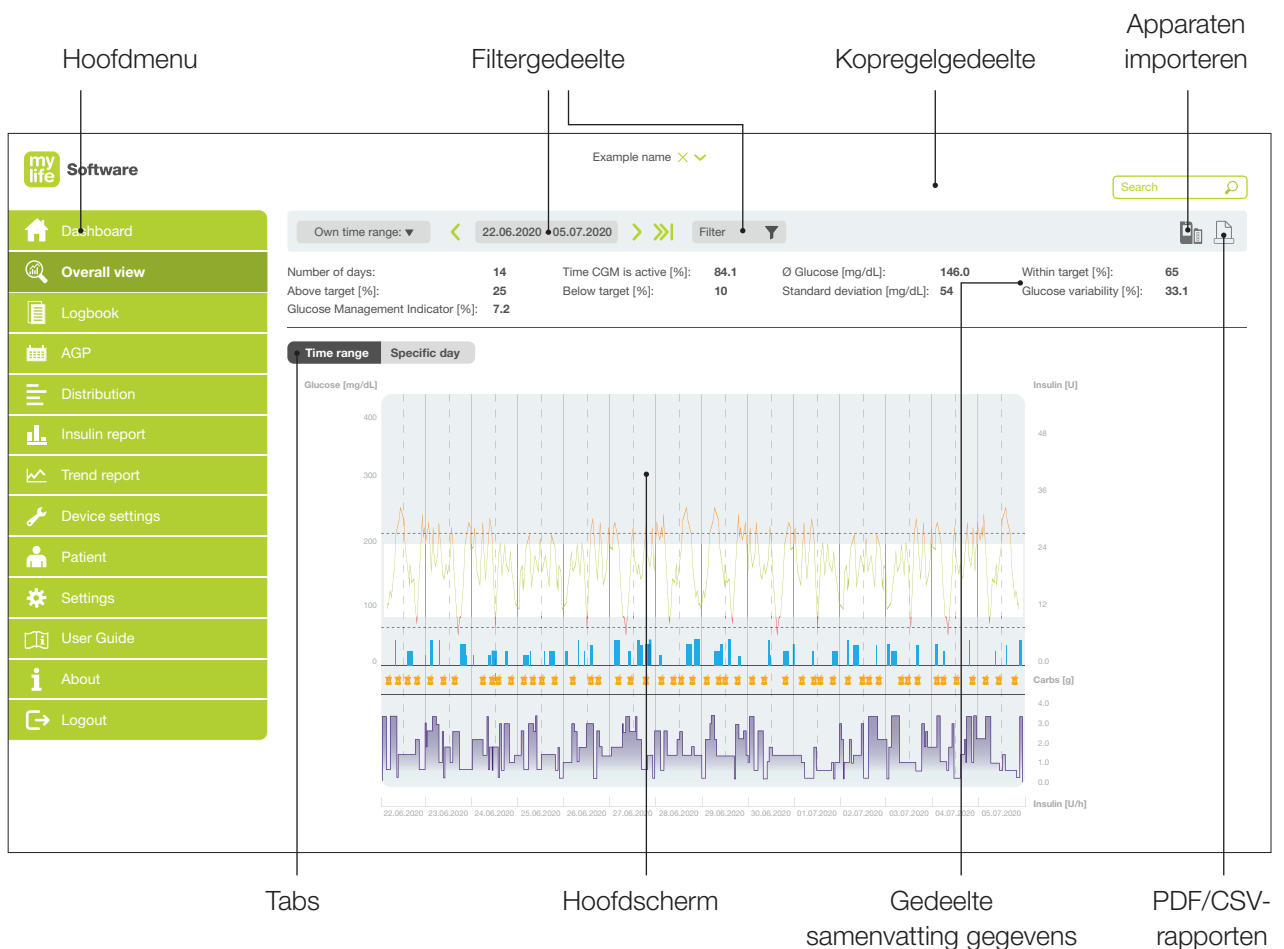 Apparaten
importeren
Hoofdmenu
Filtergedeelte
Kopregelgedeelte
my
life
Software
Example name
Search
Dashboard
Overall view
Logbook
AGP
Distribution
Insulin report
Trend report
Device settings
Patient
Settings
User Guide
About
Logout
Own time range:
22.06.2020 - 05.07.2020
Filter
Number of days: 14
Time CGM is active [%]: 84.1
Ø Glucose [mg/dL]: 146.0
Within target [%]: 65
Above target [%]: 25
Below target [%]: 10
Standard deviation [mg/dL]: 54
Glucose variability [%]: 33.1
Glucose Management Indicator [%]: 7.2
Time range
Specific day
Glucose [mg/dL]
Insulin [U]
400
48
300
36
200
24
100
12
0
0.0
Carbs [g]
4.0
3.0
2.0
1.0
0.0
Insulin [U/h]
22.06.2020 23.06.2020 24.06.2020 25.06.2020 26.06.2020 27.06.2020 28.06.2020 29.06.2020 30.06.2020 01.07.2020 02.07.2020 03.07.2020 04.07.2020 05.07.2020
Tabs
Hoofdscherm
Gedeelte
samenvatting gegevens
PDF/CSV-
rapporten